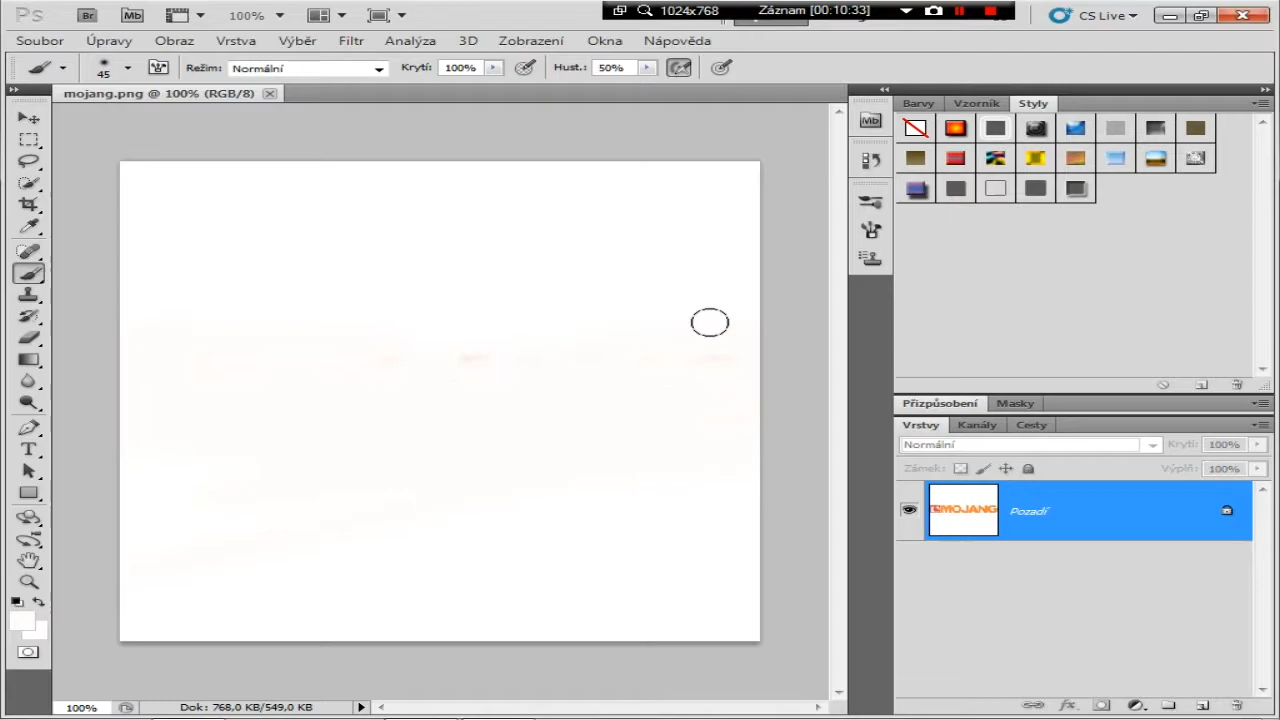 Ps Br Mb 100% 1024x768 Záznam [00:10:33] CS Live
Soubor Úpravy Obraz Vrstva Výběr Filtr Analýza 3D Zobrazení Okna Nápověda
45 Režim: Normální Krytí: 100% Hust.: 50%
mojang.png @ 100% (RGB/8)
Barvy Vzorník Styly
Mb
Přizpůsobení Masky
Vrstvy Kanály Cesty
Normální Krytí: 100%
Zámek: Výplň: 100%
MOJANG Pozadí
100% Dok: 768,0 KB/549,0 KB